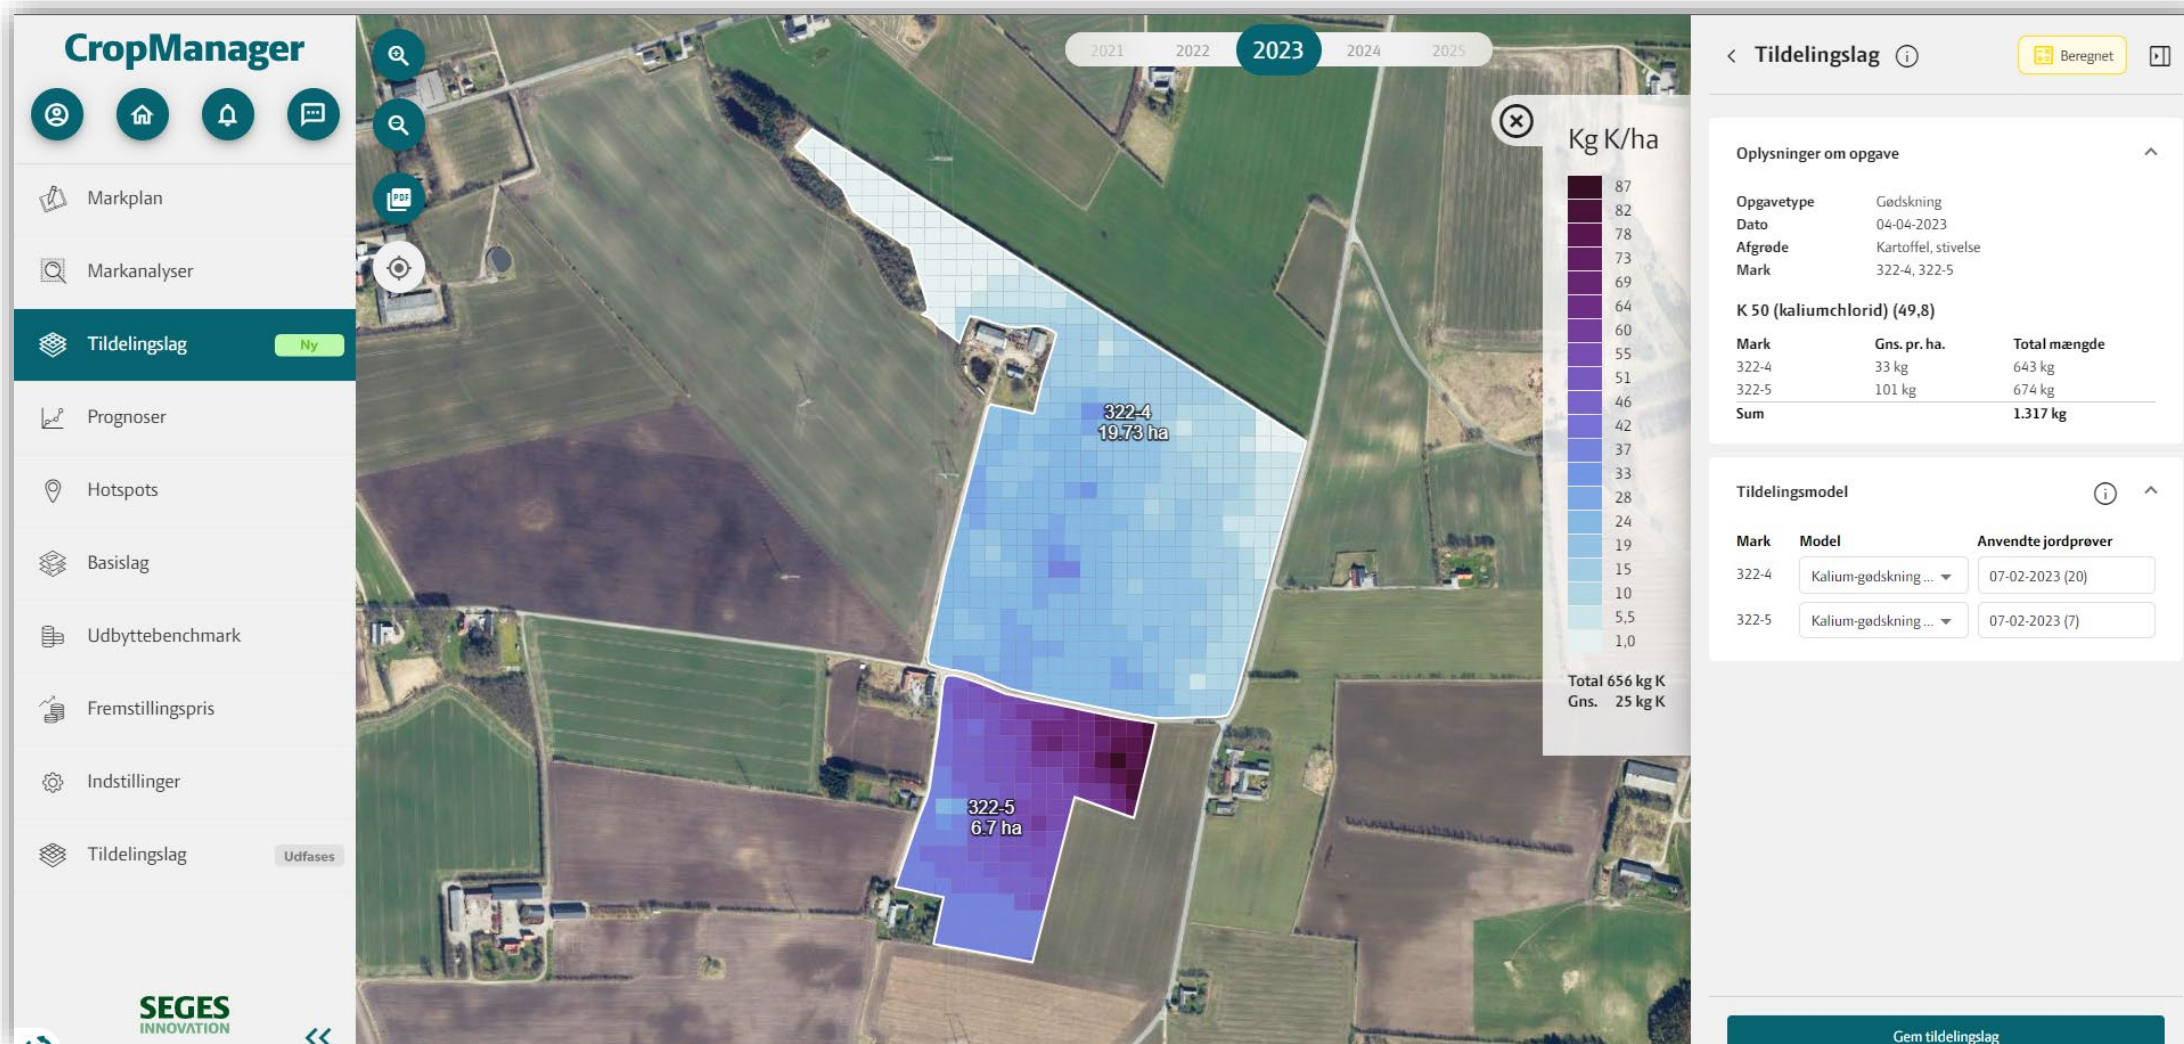 CropManager
Markplan
Markanalyser
Tildelingslag Ny
Prognoser
Hotspots
Basislag
Udbyttebenchmark
Fremstillingspris
Indstillinger
Tildelingslag Udfases
SEGES
INNOVATION
PDF
2021 2022 2023 2024 2025
322-4
19.73 ha
322-5
6.7 ha
Kg K/ha
87
82
78
73
69
64
60
55
51
46
42
37
33
28
24
19
15
10
5,5
1,0
Total 656 kg K
Gns. 25 kg K
Tildelingslag Beregnet
Oplysninger om opgave
Opgavetype Gødskning
Dato 04-04-2023
Afgrøde Kartoffel, stivelse
Mark 322-4, 322-5
K 50 (kaliumchlorid) (49,8)
Mark Gns. pr. ha. Total mængde
322-4 33 kg 643 kg
322-5 101 kg 674 kg
Sum 1.317 kg
Tildelingsmodel
Mark Model Anvendte jordprøver
322-4 Kalium-gødskning ... 07-02-2023 (20)
322-5 Kalium-gødskning ... 07-02-2023 (7)
Gem tildelingslag